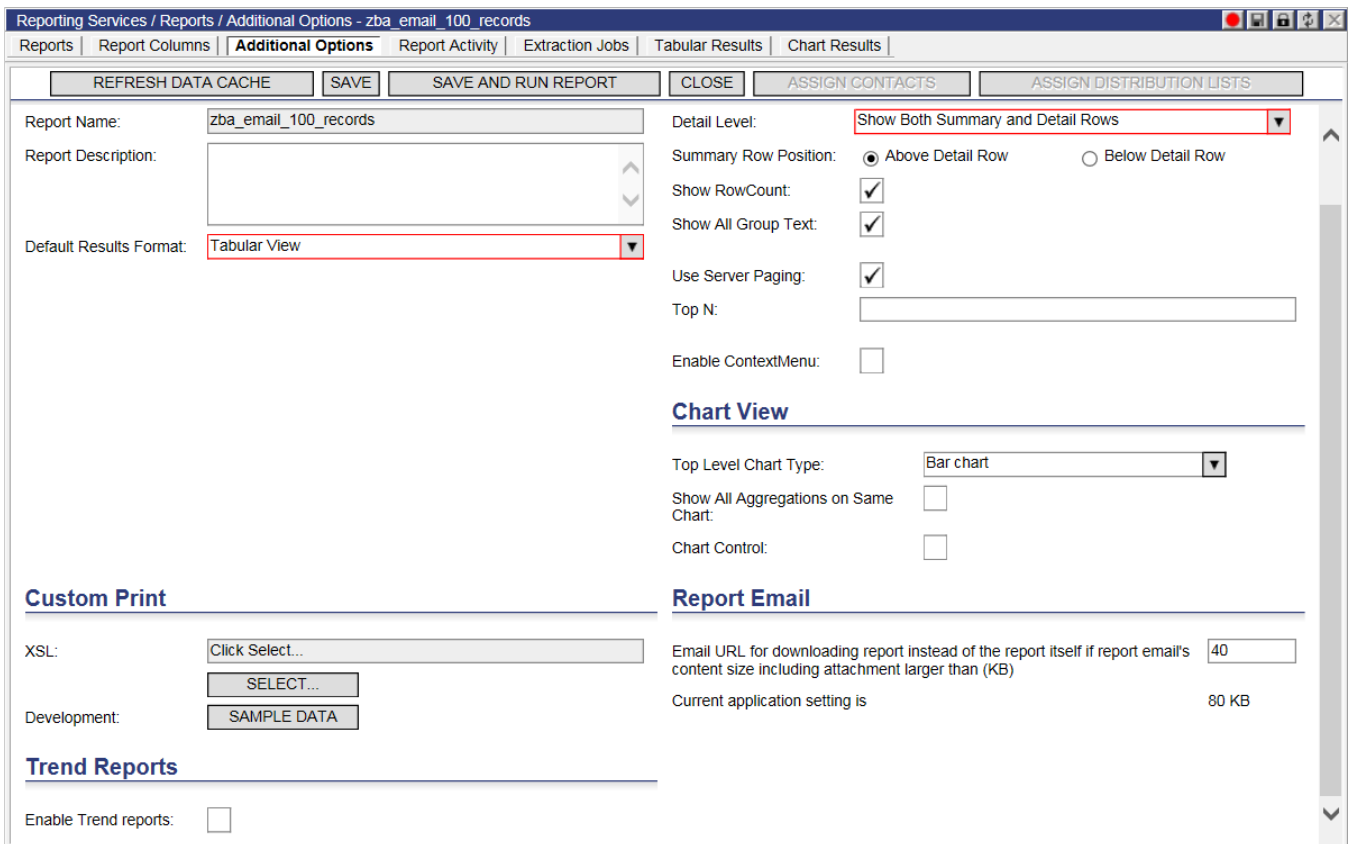 Reporting Services / Reports / Additional Options - zba_email_100_records
Reports | Report Columns | Additional Options Report Activity | Extraction Jobs | Tabular Results | Chart Results |
REFRESH DATA CACHE SAVE SAVE AND RUN REPORT CLOSE ASSIGN CONTACTS ASSIGN DISTRIBUTION LISTS
Report Name: zba_email_100_records
Report Description:
Default Results Format: Tabular View
Detail Level: Show Both Summary and Detail Rows
Summary Row Position: Above Detail Row Below Detail Row
Show RowCount:
Show All Group Text:
Use Server Paging:
Top N:
Enable ContextMenu:
Chart View
Top Level Chart Type: Bar chart
Show All Aggregations on Same
Chart:
Chart Control:
Custom Print
XSL: Click Select...
SELECT...
Development: SAMPLE DATA
Report Email
Email URL for downloading report instead of the report itself if report email's 40
content size including attachment larger than (KB)
Current application setting is 80 KB
Trend Reports
Enable Trend reports: